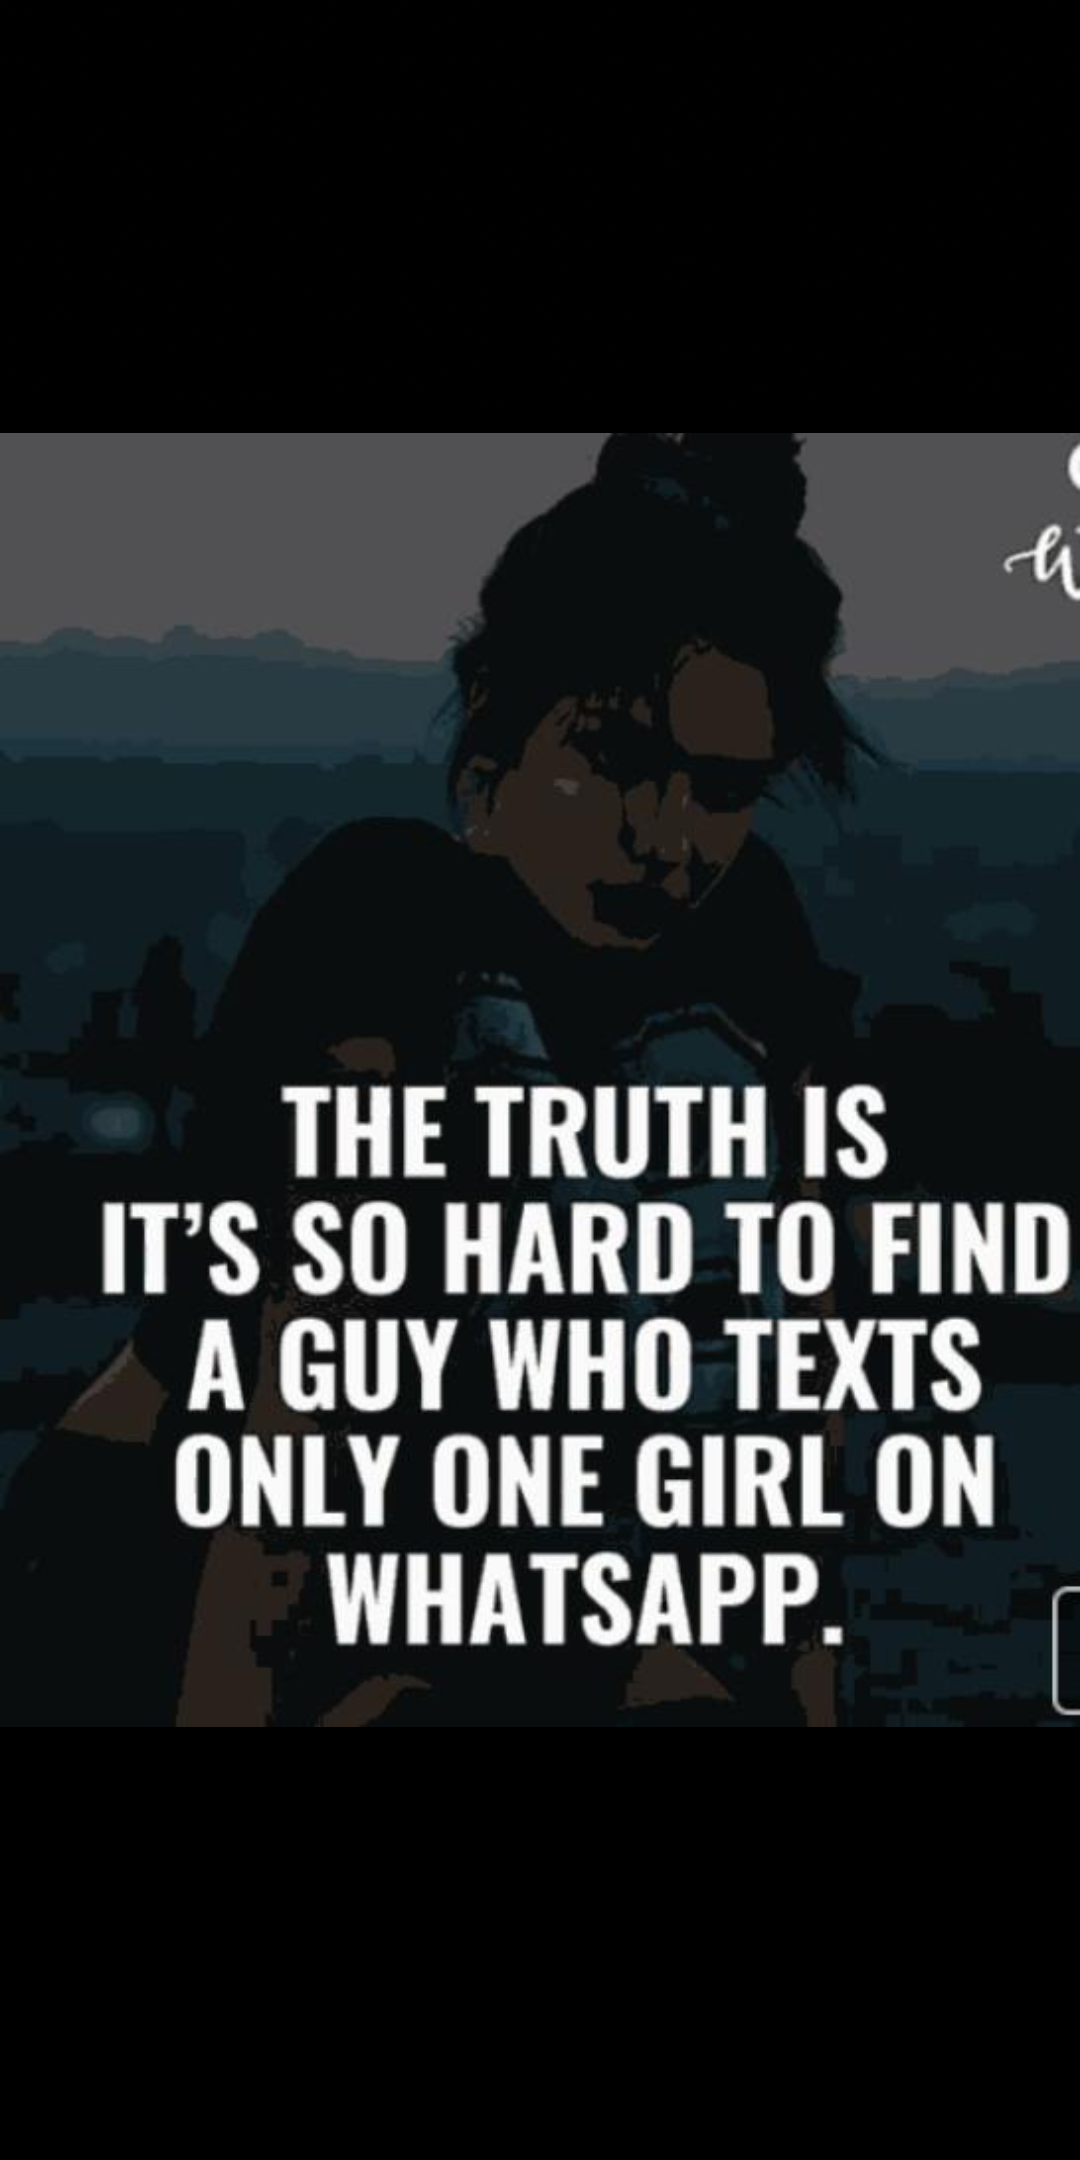 THE TRUTH IS
IT'S SO HARD TO FIND
A GUY WHO TEXTS
ONLY ONE GIRL ON
WHATSAPP.